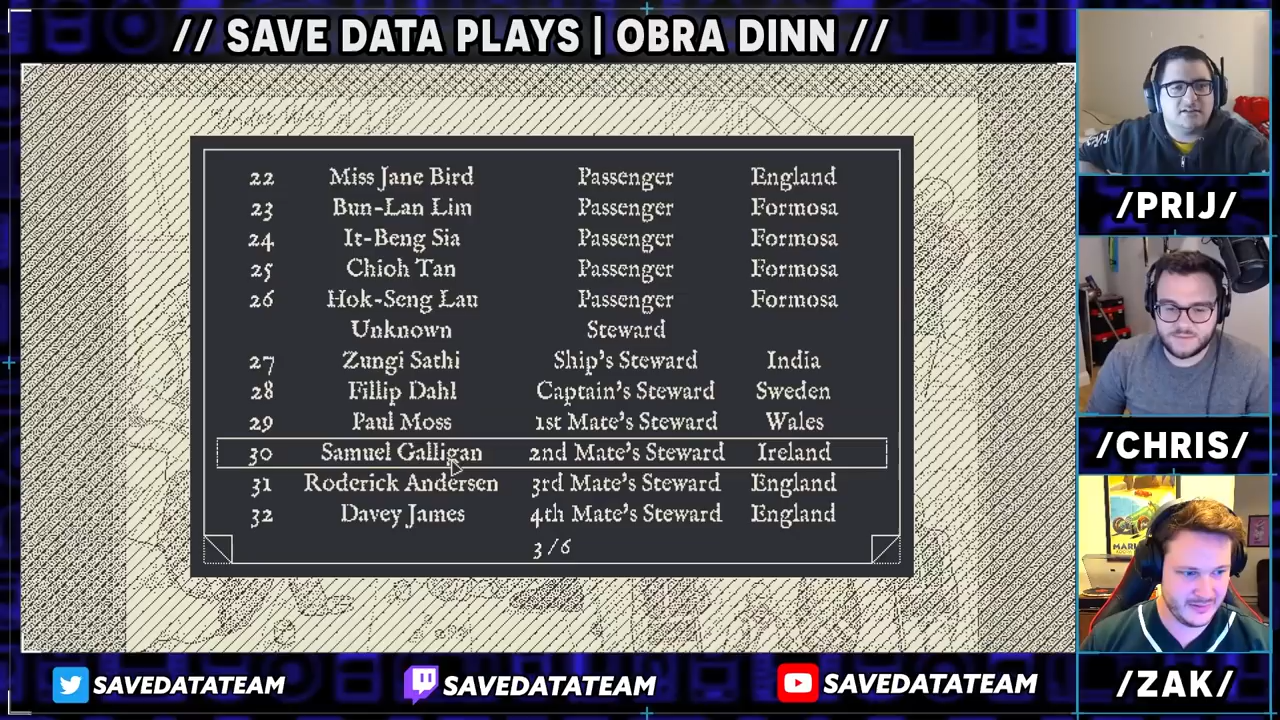 // SAVE DATA PLAYS | OBRA DINN //
22 Miss Jane Bird Passenger England
23 Bun-Lan Lim Passenger Formosa
24 It-Beng Sia Passenger Formosa
25 Chioh Tan Passenger Formosa
26 Hok-Seng Lau Passenger Formosa
Unknown Steward
27 Zungi Sathi Ship's Steward India
28 Fillip Dahl Captain's Steward Sweden
29 Paul Moss 1st Mate's Steward Wales
30 Samuel Galligan 2nd Mate's Steward Ireland
31 Roderick Andersen 3rd Mate's Steward England
32 Davey James 4th Mate's Steward England
3/6
/PRIJ/
/CHRIS/
MARI
/ZAK/
SAVEDATATEAM
SAVEDATATEAM
SAVEDATATEAM